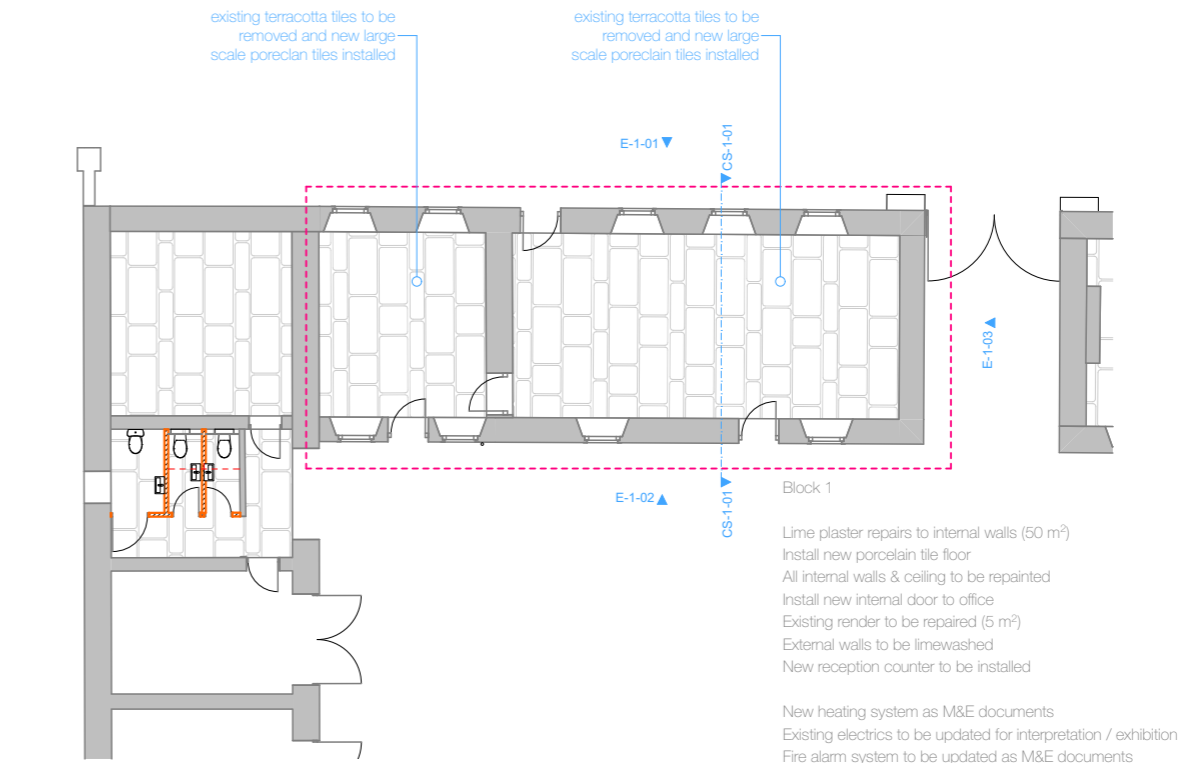 existing terracotta tiles to be
removed and new large
scale poreclan tiles installed
existing terracotta tiles to be
removed and new large
scale poreclain tiles installed
E-1-01
CS-1-01
E-1-03
E-1-02
CS-1-01
Block 1
Lime plaster repairs to internal walls (50 m²)
Install new porcelain tile floor
All internal walls & ceiling to be repainted
Install new internal door to office
Existing render to be repaired (5 m²)
External walls to be limewashed
New reception counter to be installed
New heating system as M&E documents
Existing electrics to be updated for interpretation / exhibition
Fire alarm system to be updated as M&E documents